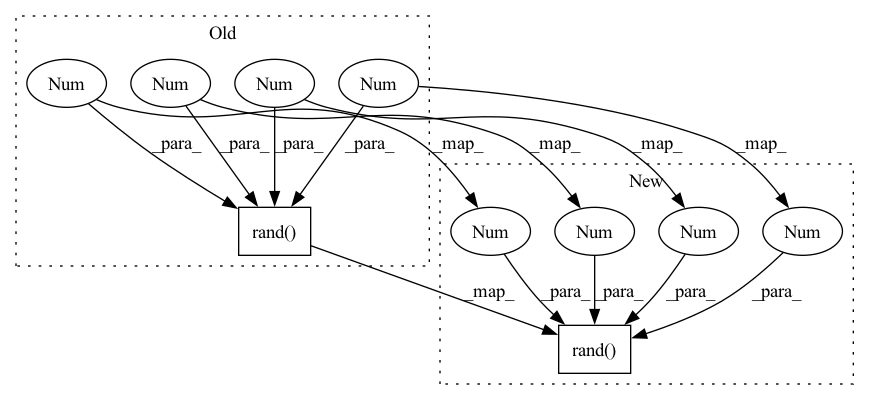 Old
Num Num Num Num
_para_ _para_ _para_ _para_ _map_ _map_ _map_ _map_
New
rand() Num Num Num Num
_map_ _para_ _para_ _para_ _para_
rand()